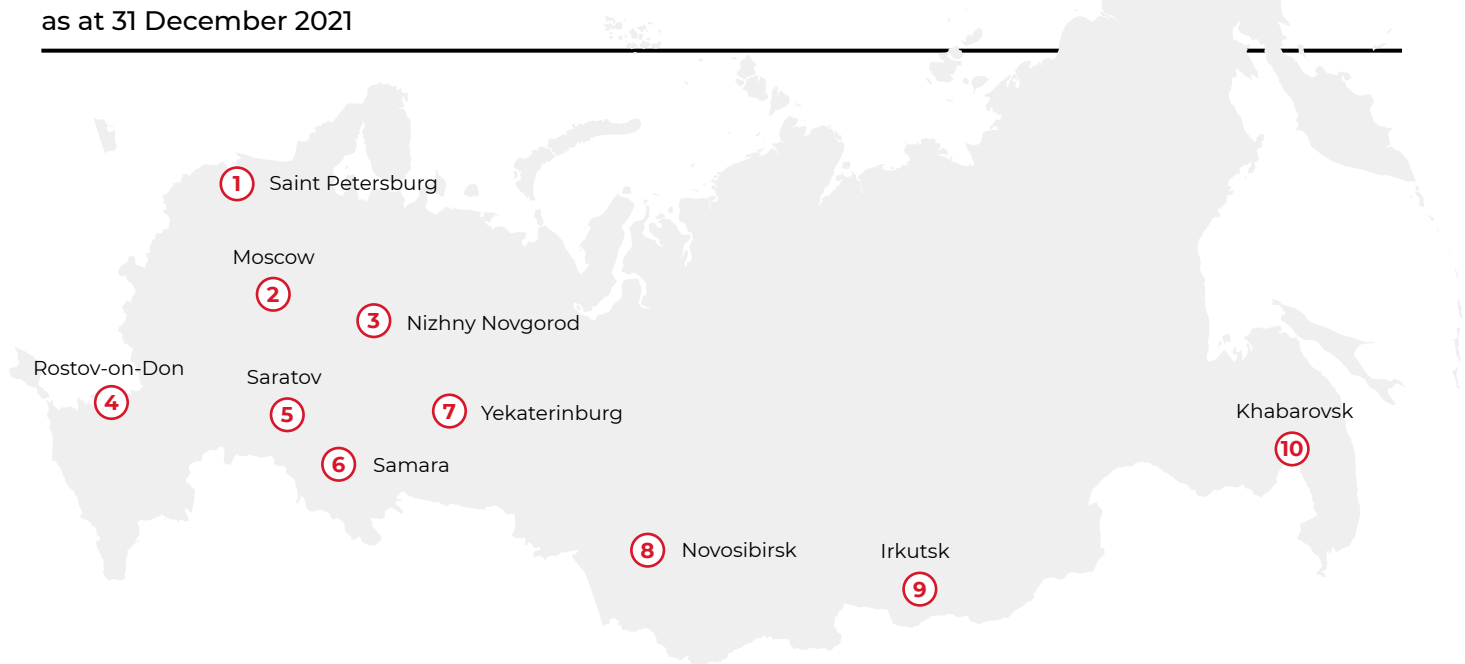 as at 31 December 2021
1 Saint Petersburg
Moscow
2
3 Nizhny Novgorod
Rostov-on-Don
4
Saratov
5
7 Yekaterinburg
6 Samara
Khabarovsk
10
8 Novosibirsk
Irkutsk
9